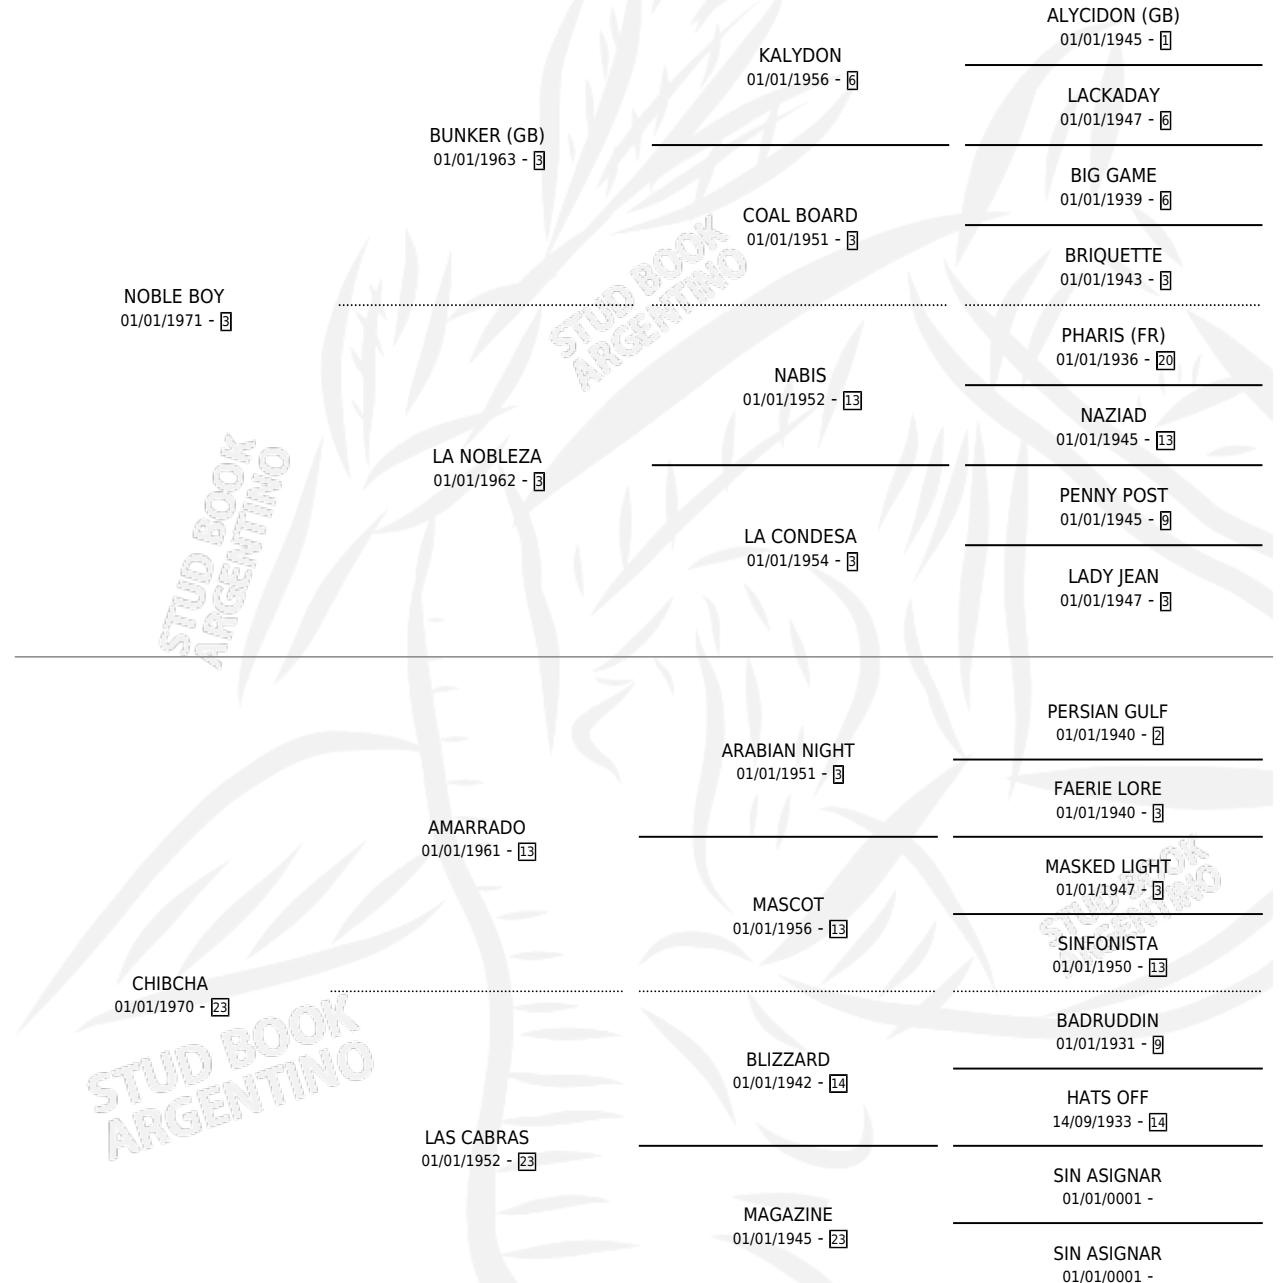 ALYCIDON (GB)
01/01/1945 - 1
KALYDON
01/01/1956 - 6
LACKADAY
01/01/1947 - 6
BUNKER (GB)
01/01/1963 - 3
BIG GAME
01/01/1939 - 6
COAL BOARD
01/01/1951 - 3
BRIQUETTE
01/01/1943 - 3
NOBLE BOY
01/01/1971 - 3
PHARIS (FR)
01/01/1936 - 20
NABIS
01/01/1952 - 13
NAZIAD
01/01/1945 - 13
LA NOBLEZA
01/01/1962 - 3
PENNY POST
01/01/1945 - 9
LA CONDESA
01/01/1954 - 3
LADY JEAN
01/01/1947 - 3
STUD BOOK
ARGENTINO
STUD BOOK
ARGENTINO
PERSIAN GULF
01/01/1940 - 2
ARABIAN NIGHT
01/01/1951 - 3
FAERIE LORE
01/01/1940 - 3
AMARRADO
01/01/1961 - 13
MASKED LIGHT
01/01/1947 - 3
MASCOT
01/01/1956 - 13
SINFONISTA
01/01/1950 - 13
STUD BOOK
ARGENTINO
CHIBCHA
01/01/1970 - 23
BADRUDDIN
01/01/1931 - 9
BLIZZARD
01/01/1942 - 14
HATS OFF
14/09/1933 - 14
STUD BOOK
ARGENTINO
LAS CABRAS
01/01/1952 - 23
SIN ASIGNAR
01/01/0001 -
MAGAZINE
01/01/1945 - 23
SIN ASIGNAR
01/01/0001 -